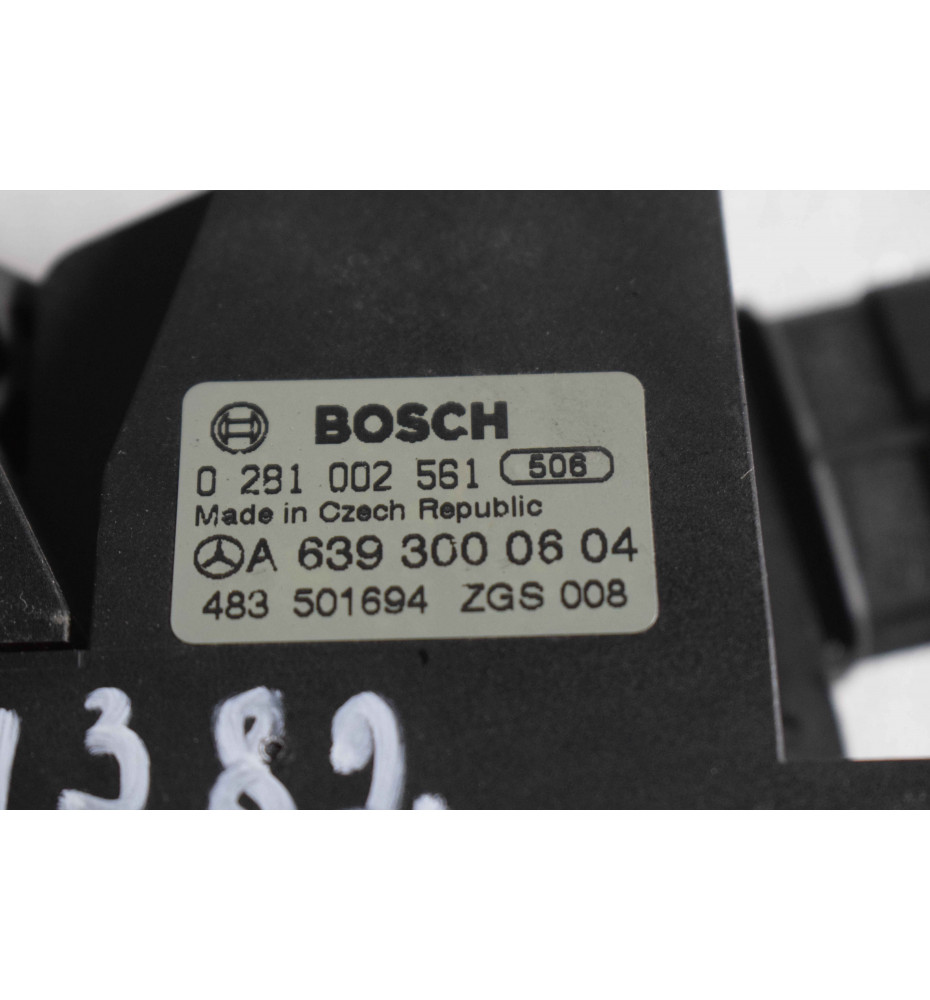 BOSCH
0 281 002 561 506
Made in Czech Republic
A 639 300 06 04
483 501694 ZGS 008